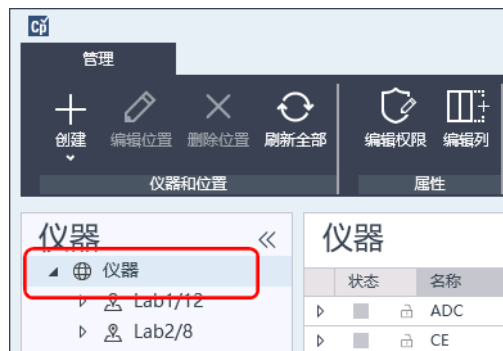 Cp
管理
创建 编辑位置 删除位置 刷新全部 编辑权限 编辑列
仪器和位置 属性
仪器 仪器
仪器
状态 名称
Lab1/12
ADC
Lab2/8
CE